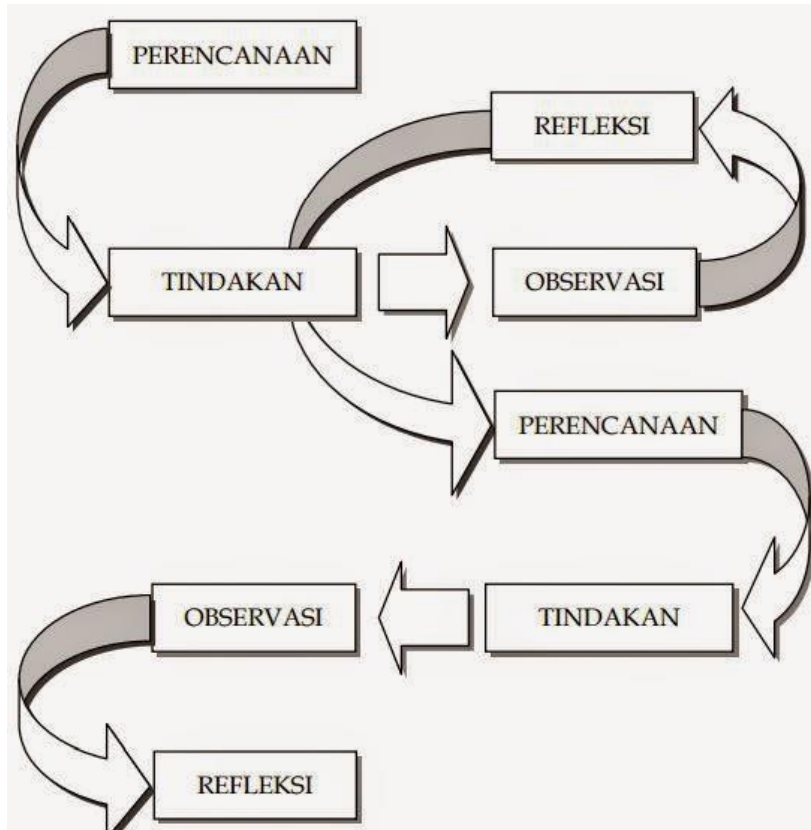 PERENCANAAN
REFLEKSI
TINDAKAN
OBSERVASI
PERENCANAAN
OBSERVASI
TINDAKAN
REFLEKSI